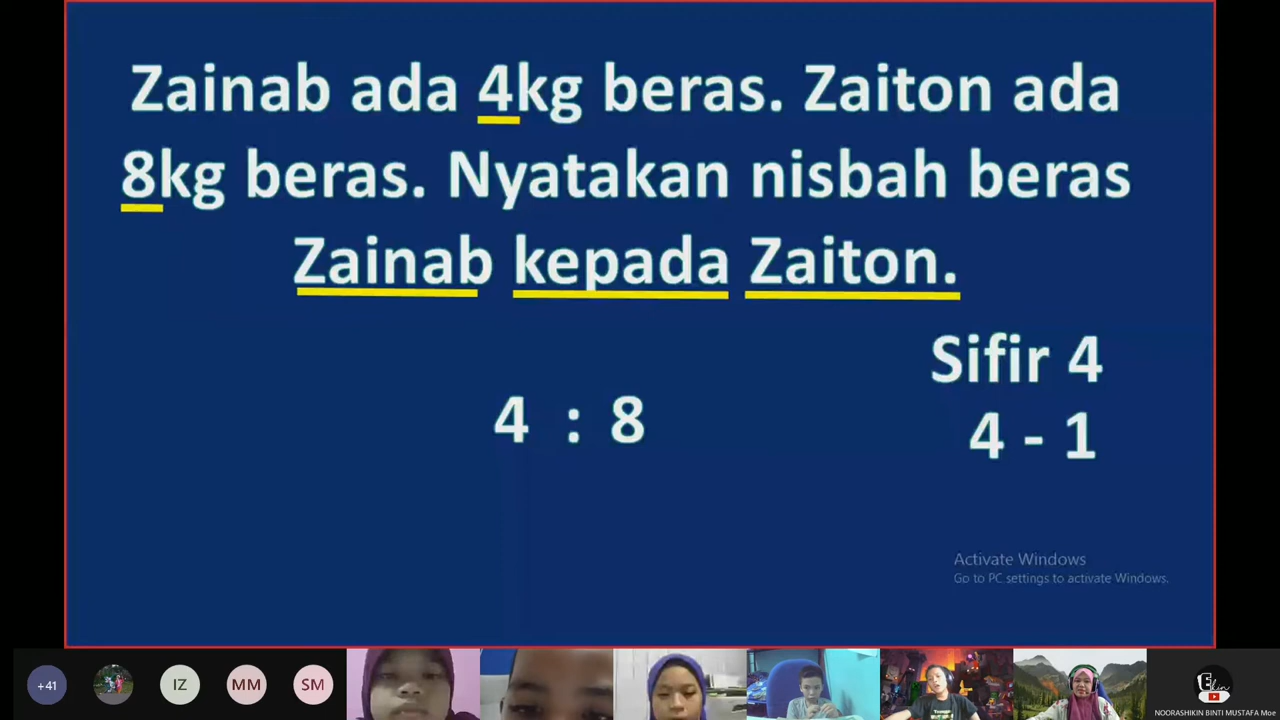 Zainab ada 4kg beras. Zaiton ada
8kg beras. Nyatakan nisbah beras
Zainab kepada Zaiton.
Sifir 4
4 : 8
4 - 1
Activate Windows
Go to PC settings to activate Windows.
+41
IZ
MM
SM
Ekin
NOORASHIKIN BINTI MUSTAFA Moe